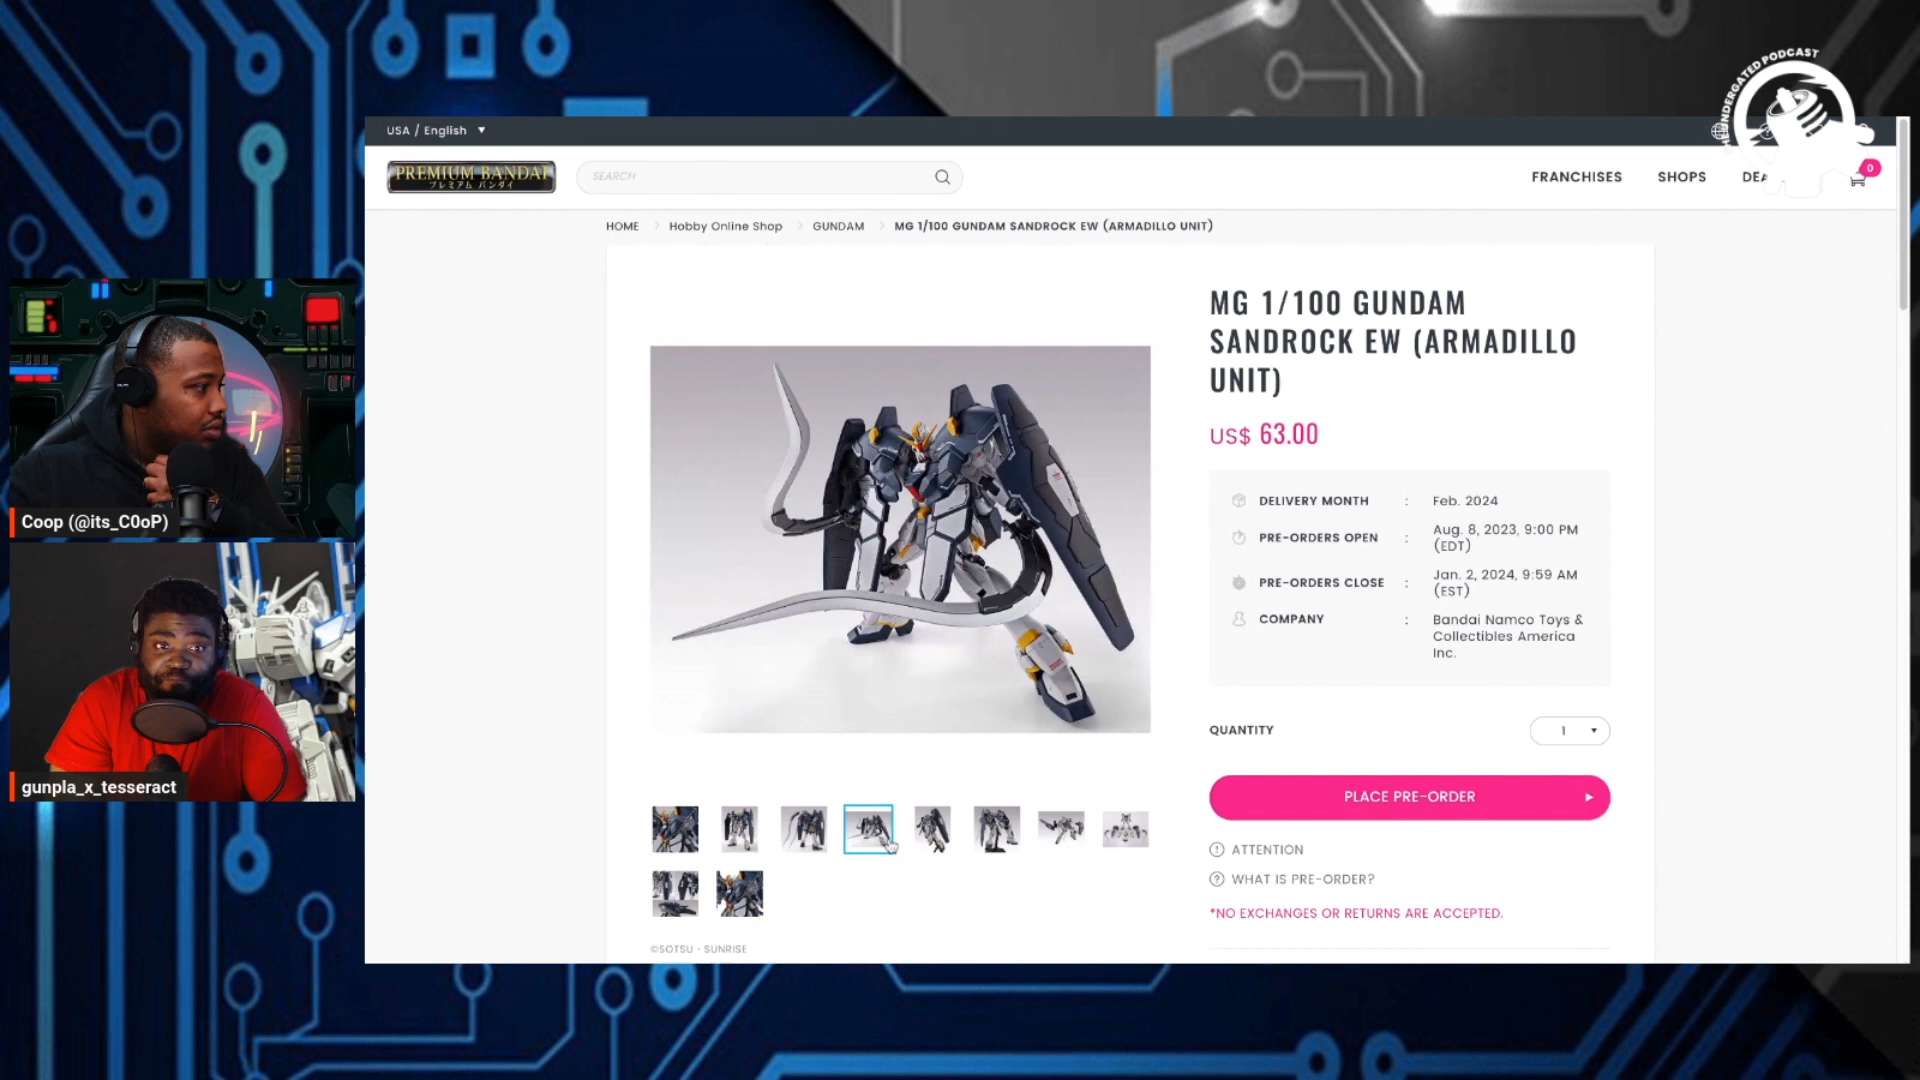 THEUNDERGATED PODCAST
USA / English
PREMIUM BANDAI
プレミアム バンダイ
SEARCH
FRANCHISES
SHOPS
0
HOME
Hobby Online Shop
GUNDAM
MG 1/100 GUNDAM SANDROCK EW (ARMADILLO UNIT)
MG 1/100 GUNDAM
SANDROCK EW (ARMADILLO
UNIT)
US$ 63.00
DELIVERY MONTH : Feb. 2024
PRE-ORDERS OPEN : Aug. 8, 2023, 9:00 PM
(EDT)
PRE-ORDERS CLOSE : Jan. 2, 2024, 9:59 AM
(EST)
COMPANY : Bandai Namco Toys &
Collectibles America
Inc.
QUANTITY
1
PLACE PRE-ORDER
ATTENTION
WHAT IS PRE-ORDER?
*NO EXCHANGES OR RETURNS ARE ACCEPTED.
©SOTSU・SUNRISE
Coop (@its_C0oP)
gunpla_x_tesseract